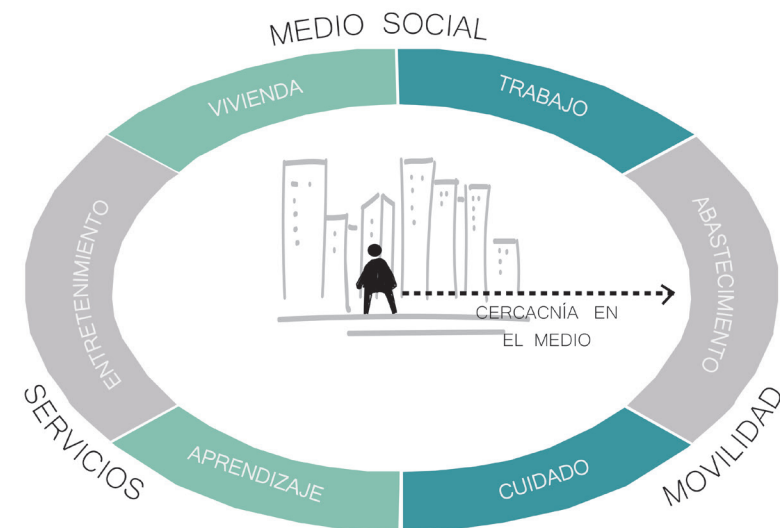 MEDIO SOCIAL
VIVIENDA
TRABAJO
ENTRETENIMIENTO
ABASTECIMIENTO
CERCACNÍA EN
EL MEDIO
SERVICIOS
APRENDIZAJE
CUIDADO
MOVILIDAD